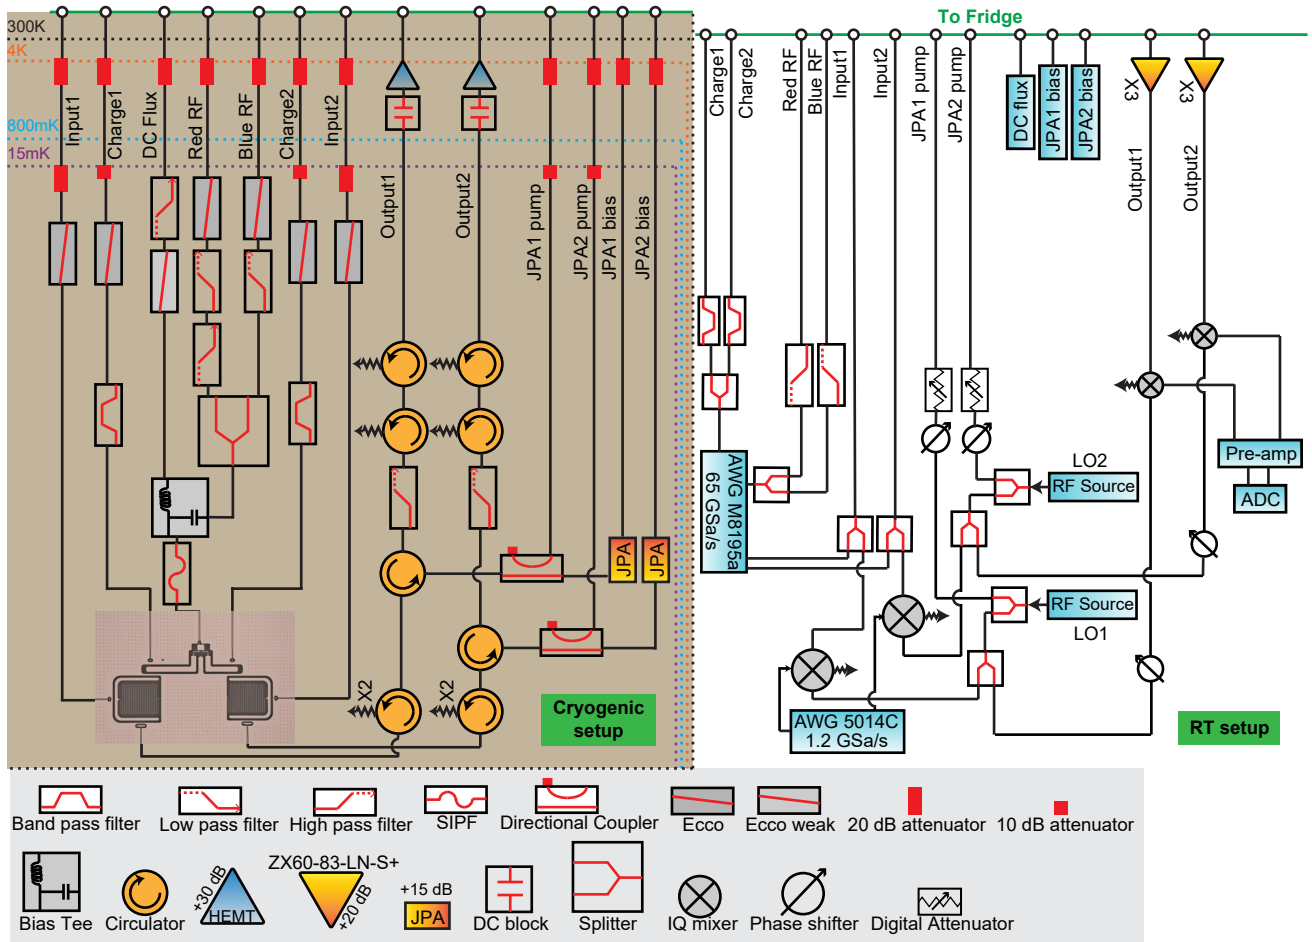 To Fridge
300K
4K
800mK
15mK
Input1
Charge1
DC Flux
Red RF
Blue RF
Charge2
Input2
Output1
Output2
JPA1 pump
JPA2 pump
JPA1 bias
JPA2 bias
Charge1
Charge2
Red RF
Blue RF
Input1
Input2
JPA1 pump
JPA2 pump
DC flux
JPA1 bias
JPA2 bias
X3
X3
Output1
Output2
JPA
JPA
X2
X2
Cryogenic
setup
AWG M8195a
65 GSa/s
LO2
RF Source
Pre-amp
ADC
RF Source
LO1
AWG 5014C
1.2 GSa/s
RT setup
Band pass filter
Low pass filter
High pass filter
SIPF
Directional Coupler
Ecco
Ecco weak
20 dB attenuator
10 dB attenuator
Bias Tee
Circulator
+30 dB
HEMT
ZX60-83-LN-S+
+20 dB
+15 dB
JPA
DC block
Splitter
IQ mixer
Phase shifter
Digital Attenuator